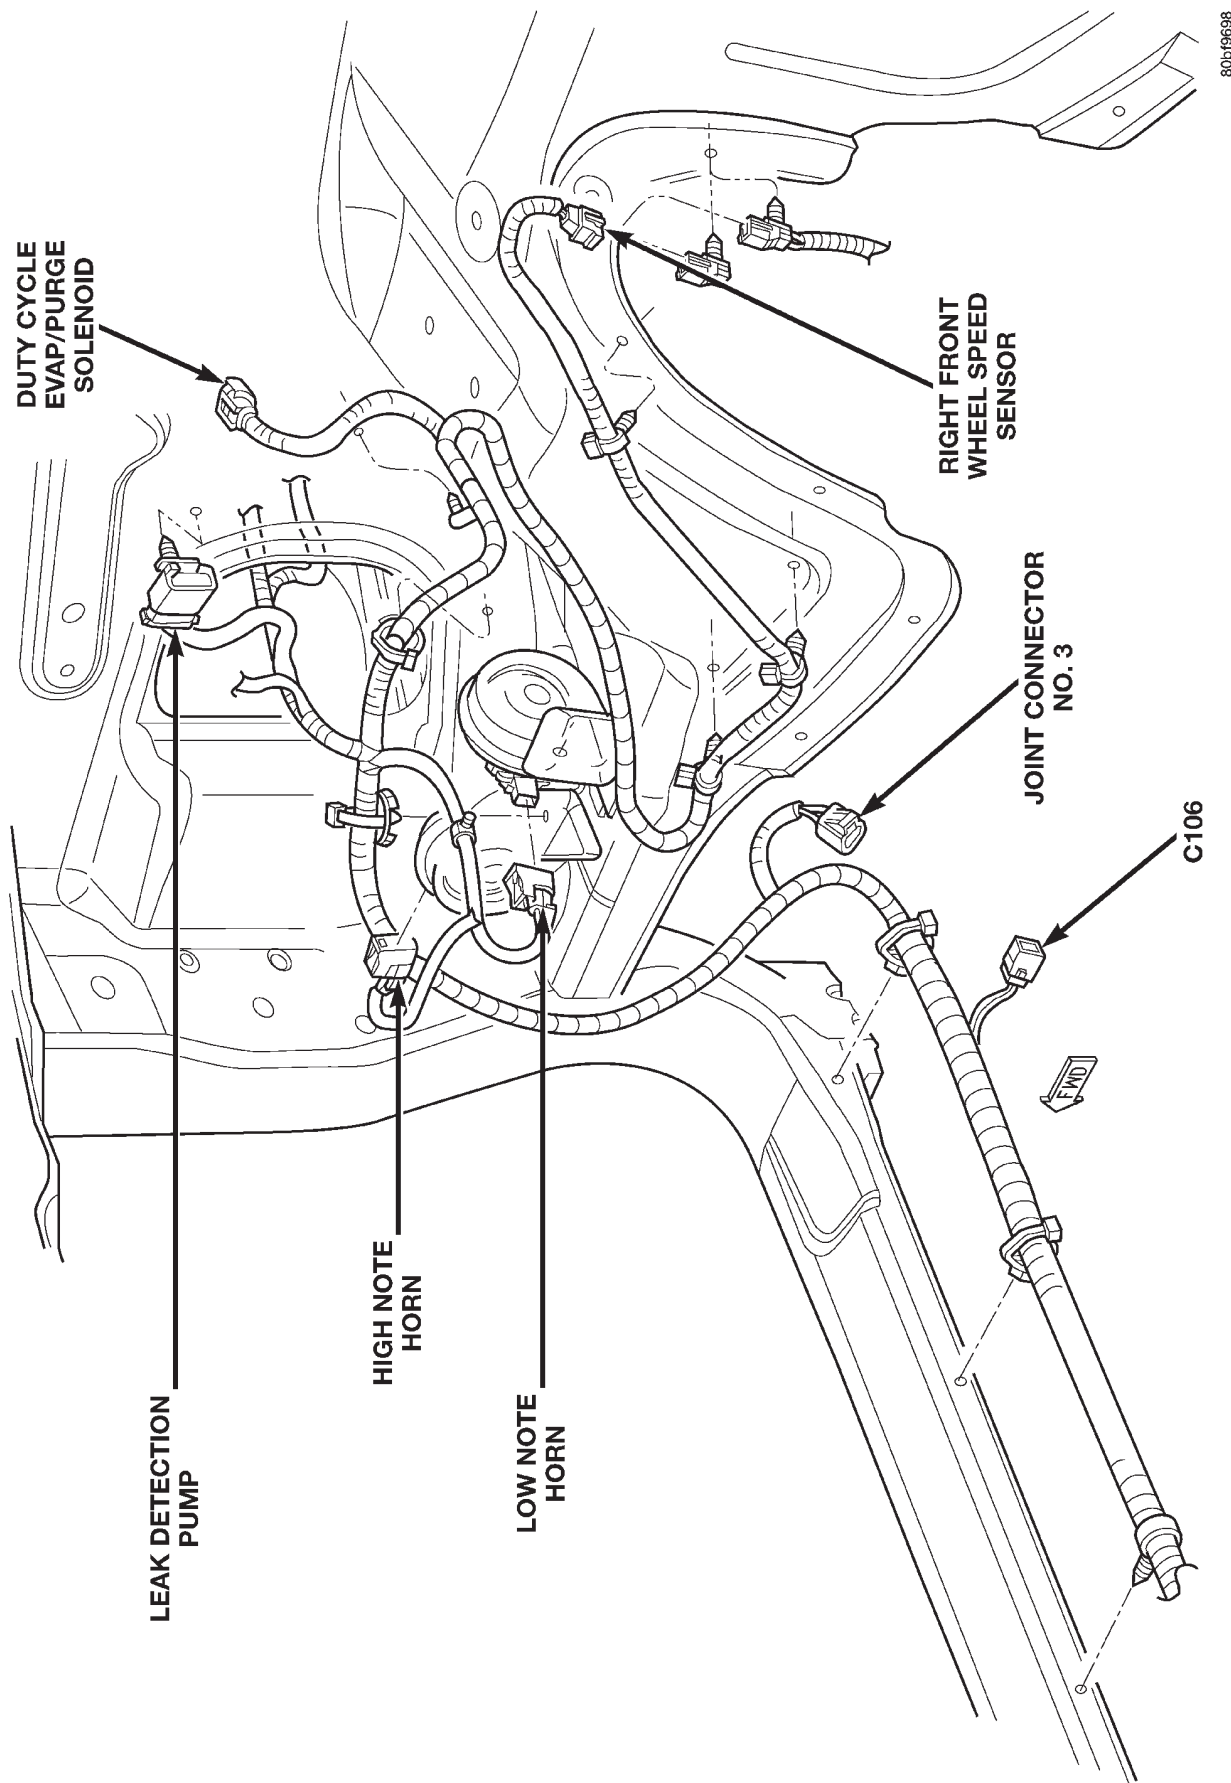 DUTY CYCLE
EVAP/PURGE
SOLENOID
RIGHT FRONT
WHEEL SPEED
SENSOR
JOINT CONNECTOR
NO. 3
C106
FWD
LEAK DETECTION
PUMP
HIGH NOTE
HORN
LOW NOTE
HORN
80bf9698